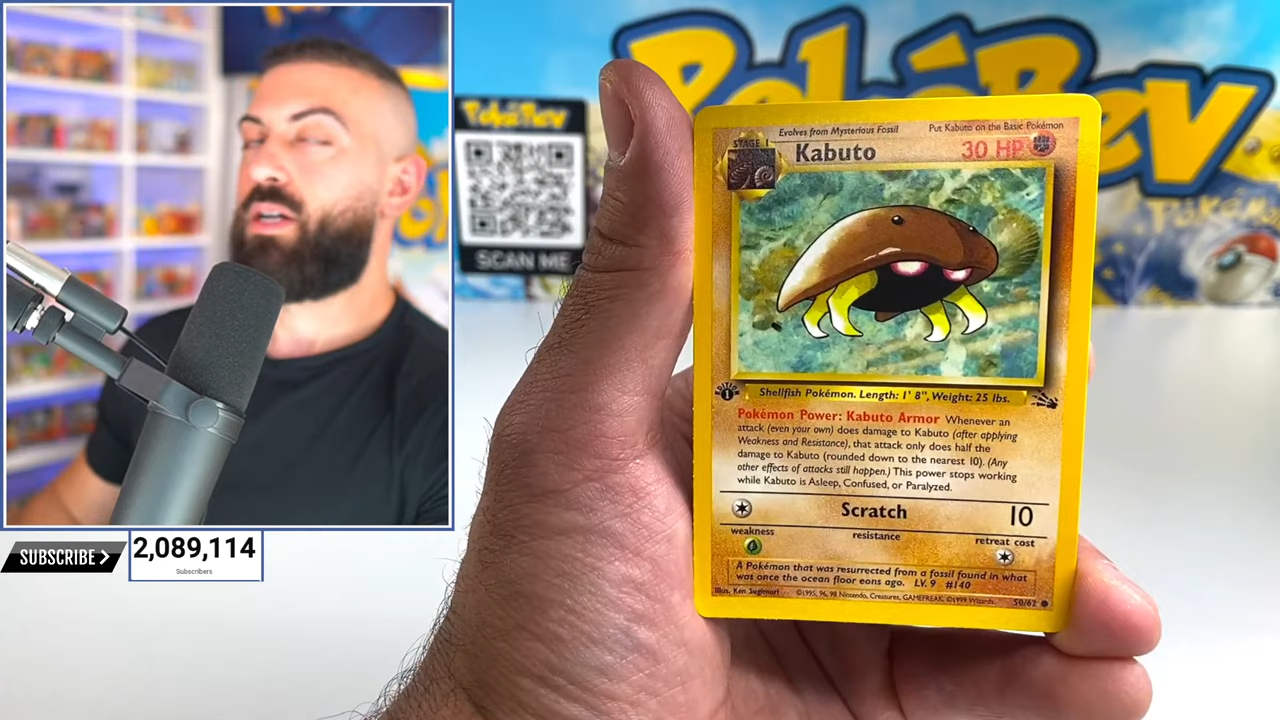 PokéRev
PokéRev
SCAN ME
SUBSCRIBE
2,089,114
Subscribers
Evolves from Mysterious Fossil
Put Kabuto on the Basic Pokémon
STAGE 1
Kabuto
30 HP
EDITION
1
Shellfish Pokémon. Length: 1' 8", Weight: 25 lbs.
Pokémon Power: Kabuto Armor Whenever an
attack (even your own) does damage to Kabuto (after applying
Weakness and Resistance), that attack only does half the
damage to Kabuto (rounded down to the nearest 10). (Any
other effects of attacks still happen.) This power stops working
while Kabuto is Asleep, Confused, or Paralyzed.
Scratch 10
weakness resistance retreat cost
A Pokémon that was resurrected from a fossil found in what
was once the ocean floor eons ago. LV. 9 #140
Illus. Ken Sugimori ©1995, 96, 98 Nintendo, Creatures, GAMEFREAK. ©1999 Wizards. 50/62